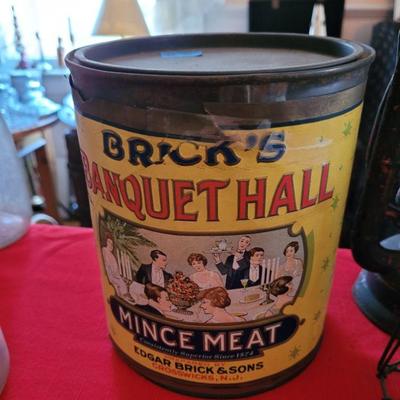 BRICK'S
BANQUET HALL
MINCE MEAT
Consistently Superior Since 1874
EDGAR BRICK & SONS
CROSSWICKS, N.J.